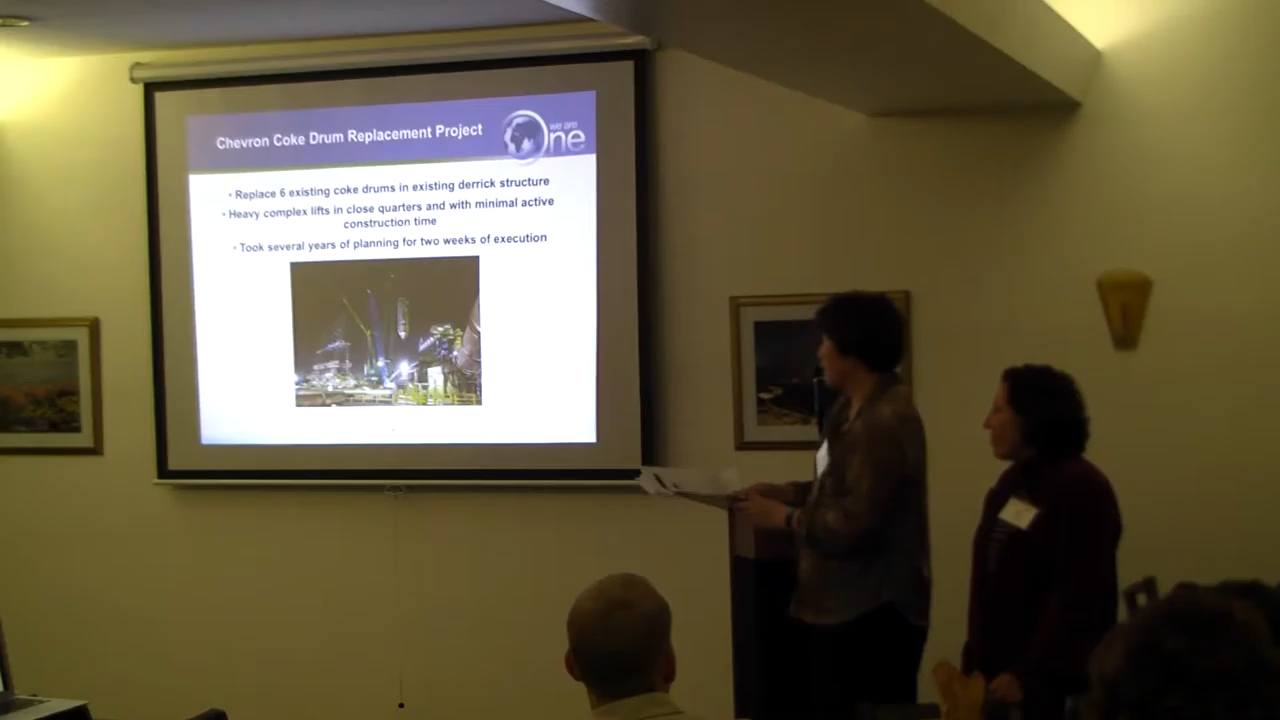 Chevron Coke Drum Replacement Project
we are
One
• Replace 6 existing coke drums in existing derrick structure
• Heavy complex lifts in close quarters and with minimal active
construction time
• Took several years of planning for two weeks of execution